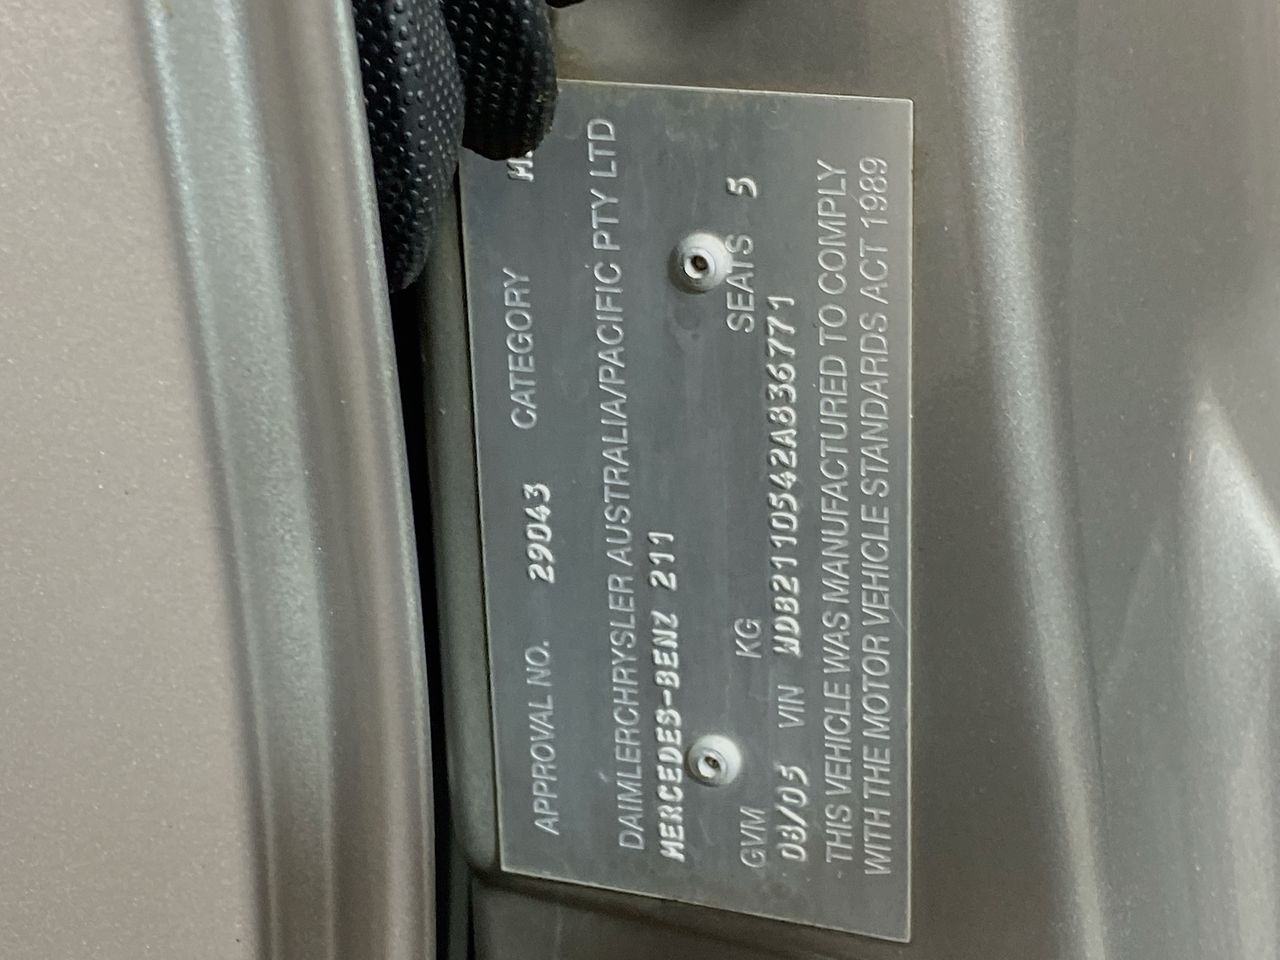 APPROVAL NO. 29043 CATEGORY
DAIMLERCHRYSLER AUSTRALIA/PACIFIC PTY LTD
MERCEDES-BENZ 211
GVM KG SEATS 5
08/05 VIN WDB2110542A836771
THIS VEHICLE WAS MANUFACTURED TO COMPLY
WITH THE MOTOR VEHICLE STANDARDS ACT 1989